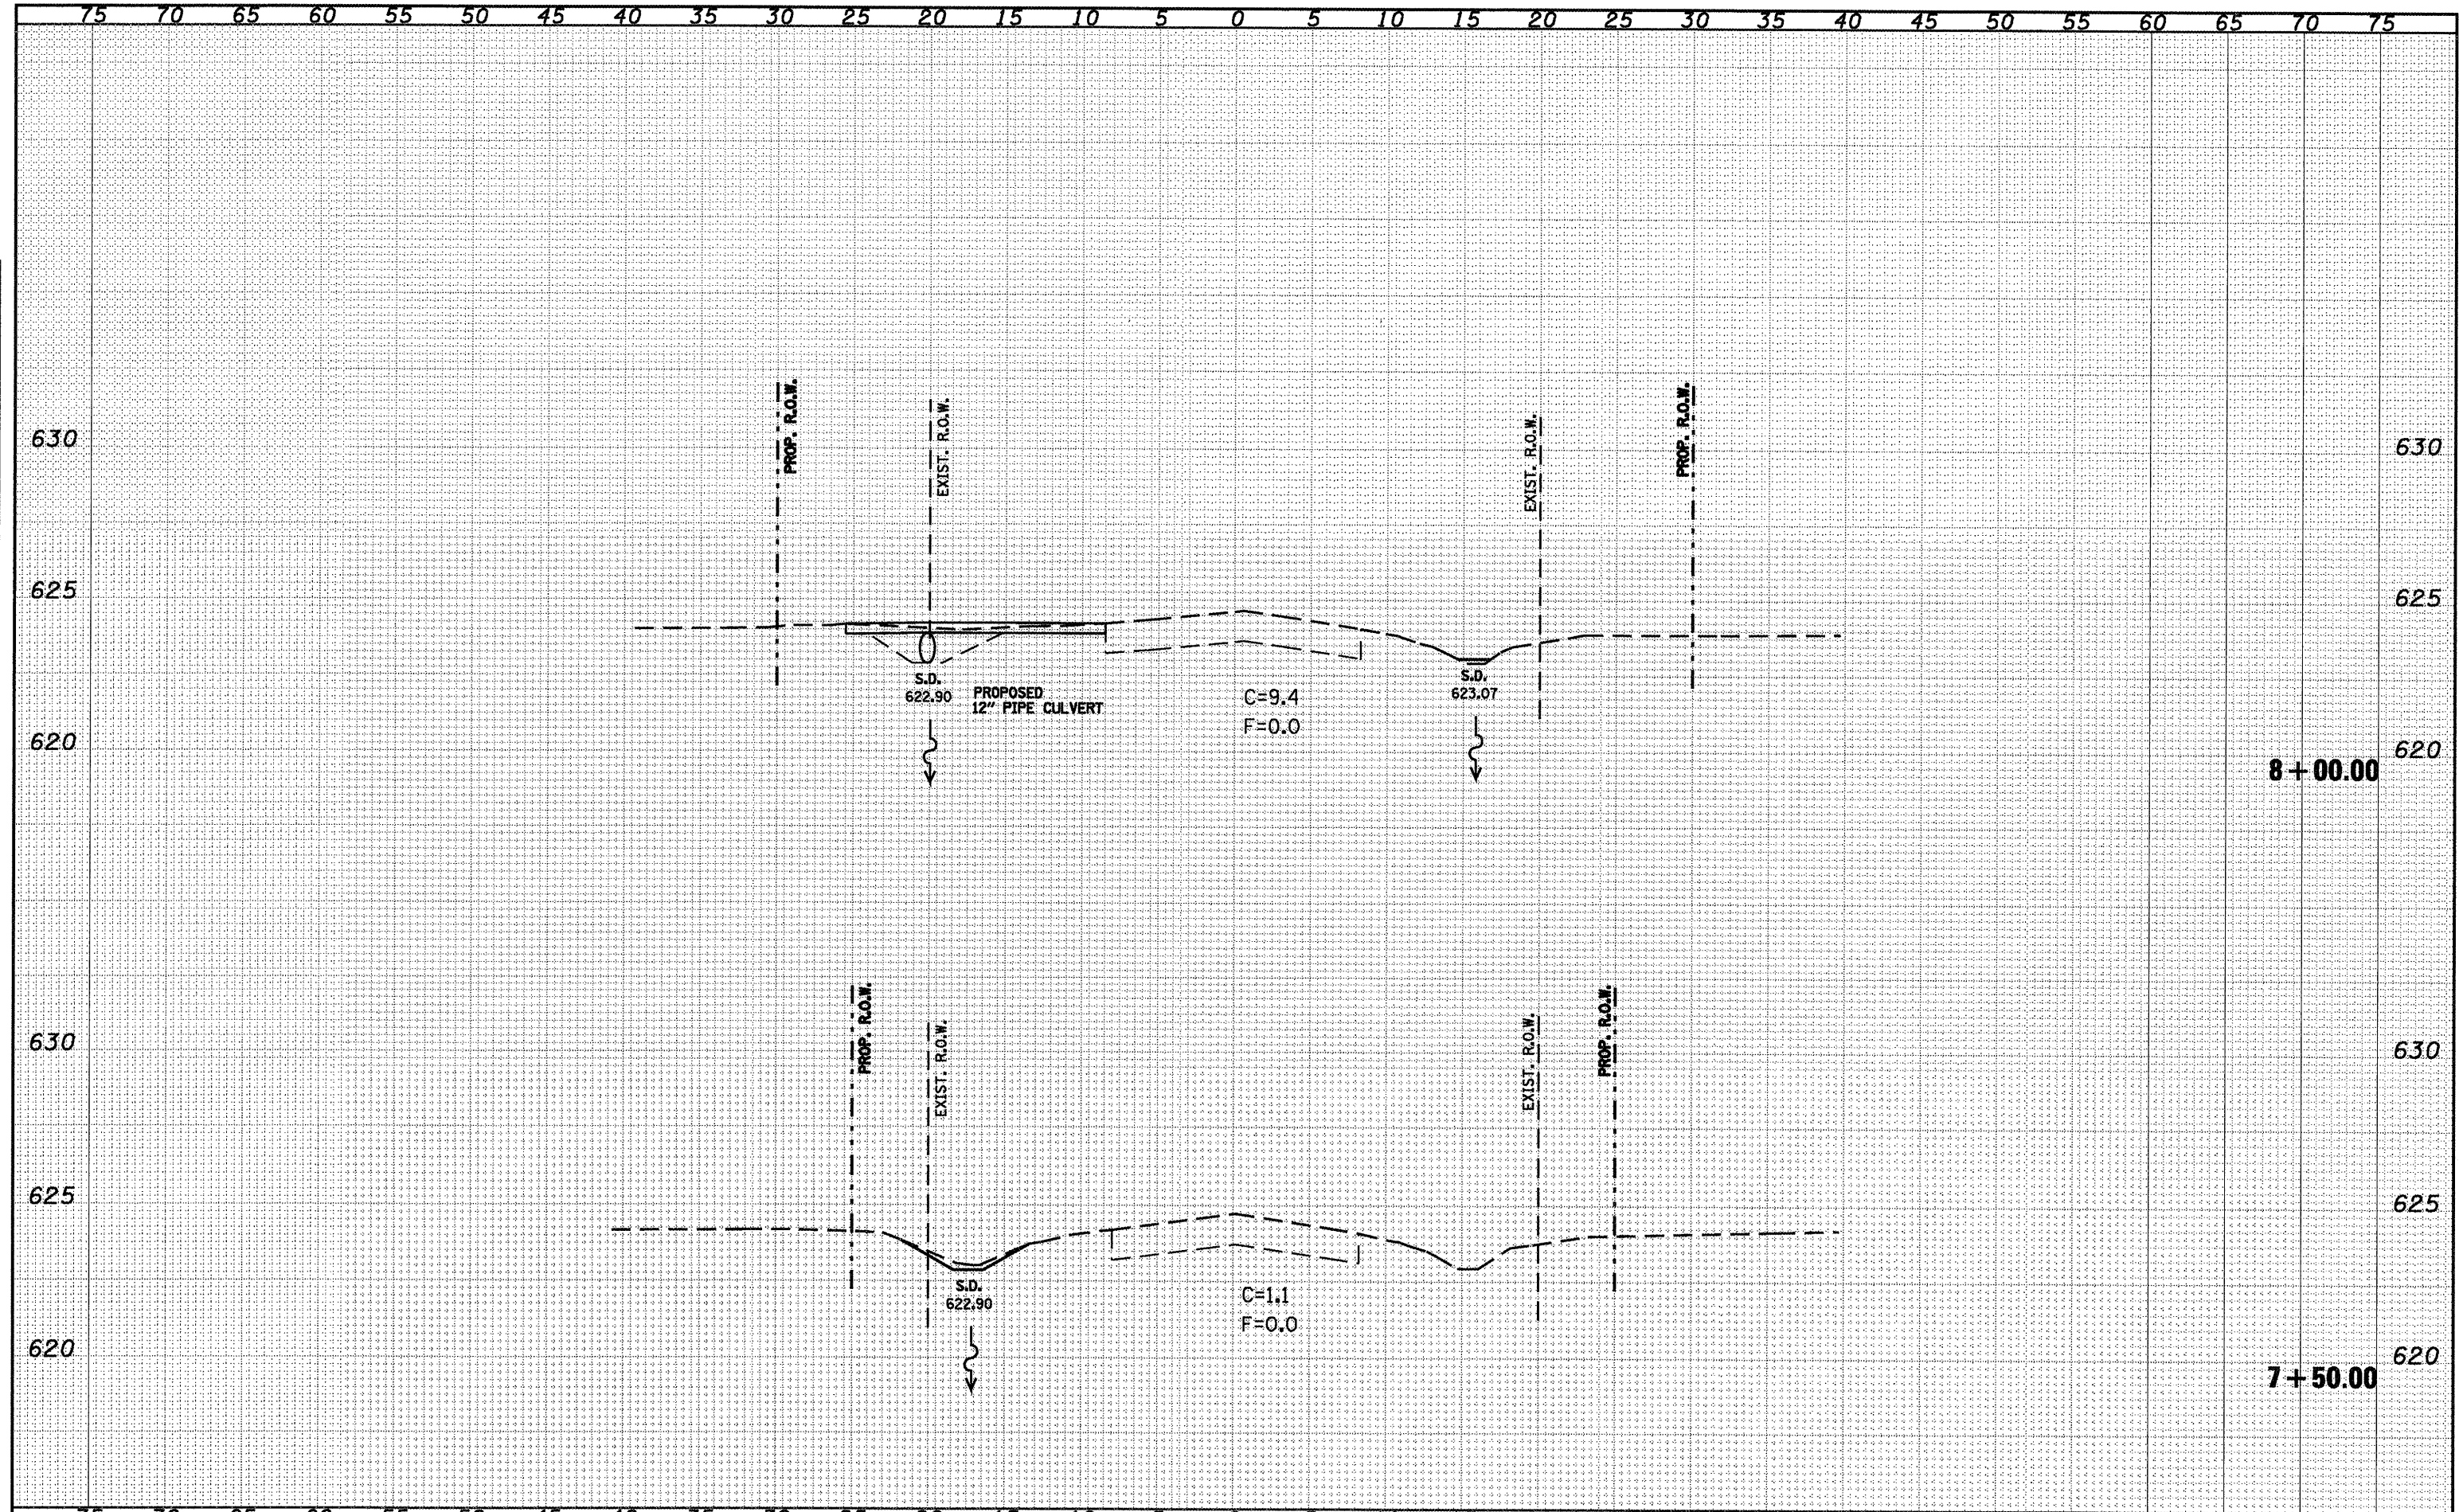 75 70 65 60 55 50 45 40 35 30 25 20 15 10 5 0 5 10 15 20 25 30 35 40 45 50 55 60 65 70 75
PROP. R.O.W.
EXIST. R.O.W.
EXIST. R.O.W.
PROP. R.O.W.
630 630
625 625
S.D.
622.90
PROPOSED
12" PIPE CULVERT
C=9.4
F=0.0
S.D.
623.07
620 620
8+00.00
PROP. R.O.W.
EXIST. R.O.W.
EXIST. R.O.W.
PROP. R.O.W.
630 630
625 625
S.D.
622.90
C=1.1
F=0.0
620 620
7+50.00